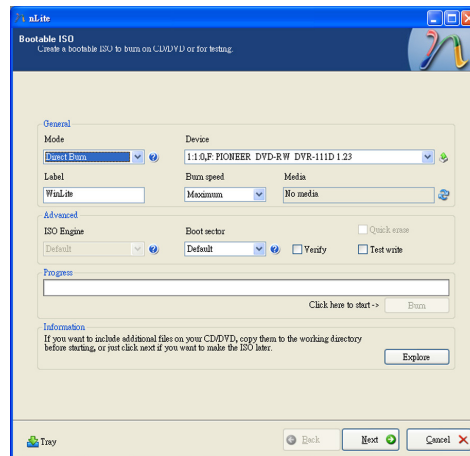 nLite
Bootable ISO
Create a bootable ISO to burn on CD/DVD or for testing.
General
Mode Device
Direct Burn 1:1:0,F: PIONEER DVD-RW DVR-111D 1.23
Label Burn speed Media
WinLite Maximum No media
Advanced
ISO Engine Boot sector Quick erase
Default Default Verify Test write
Progress
Click here to start -> Burn
Information
If you want to include additional files on your CD/DVD, copy them to the working directory
before starting, or just click next if you want to make the ISO later.
Explore
Tray Back Next Cancel